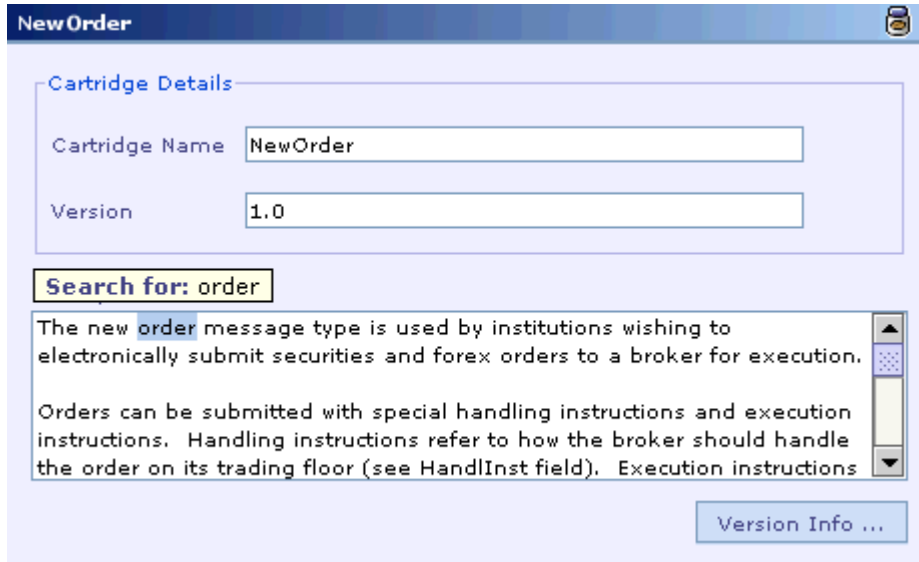 NewOrder
Cartridge Details
Cartridge Name NewOrder
Version 1.0
Search for: order
The new order message type is used by institutions wishing to
electronically submit securities and forex orders to a broker for execution.
Orders can be submitted with special handling instructions and execution
instructions.  Handling instructions refer to how the broker should handle
the order on its trading floor (see HandlInst field).  Execution instructions
Version Info ...